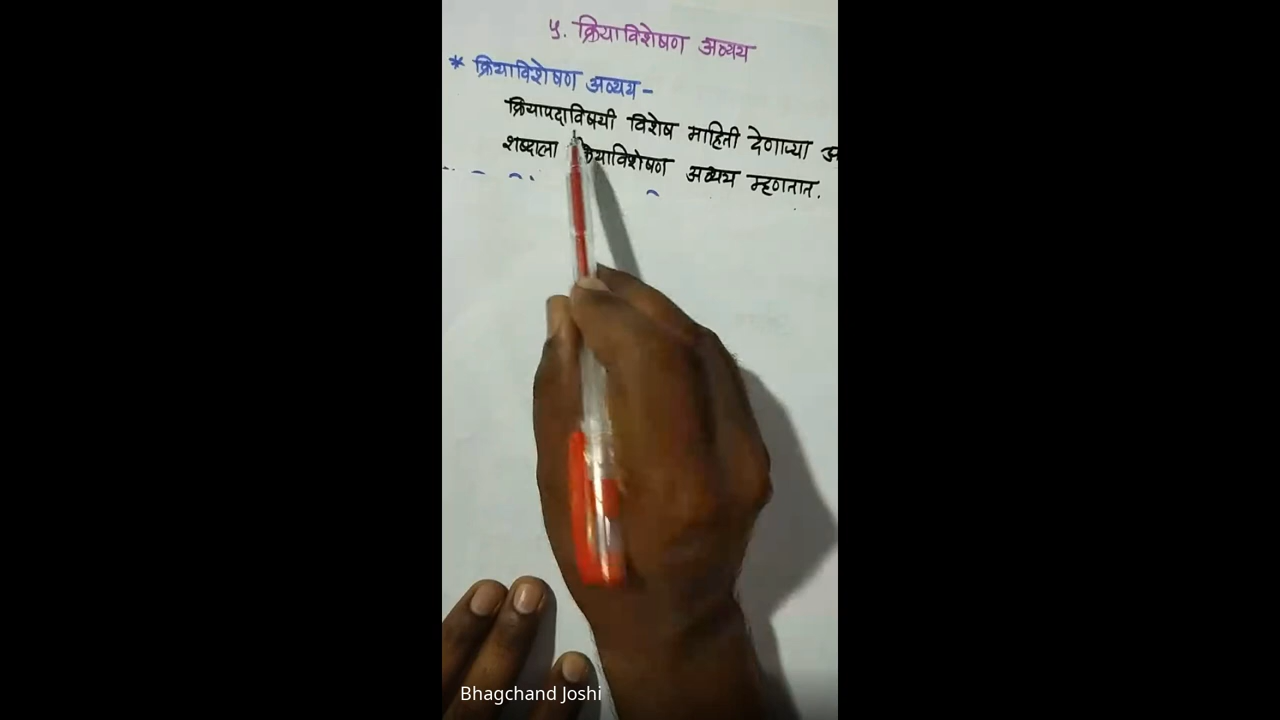 ५. क्रियाविशेषण अव्यय
* क्रियाविशेषण अव्यय -
क्रियापदाविषयी विशेष माहिती देणाऱ्या
शब्दाला क्रियाविशेषण अव्यय म्हणतात.
Bhagchand Joshi